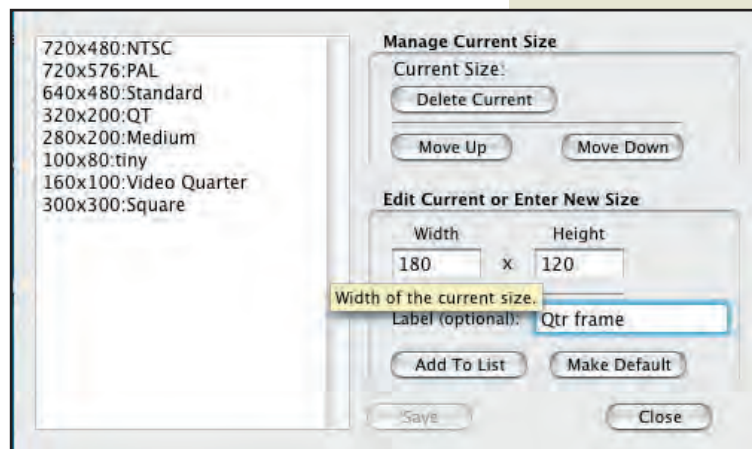 720x480:NTSC
720x576:PAL
640x480:Standard
320x200:QT
280x200:Medium
100x80:tiny
160x100:Video Quarter
300x300:Square
Manage Current Size
Current Size:
Delete Current
Move Up Move Down
Edit Current or Enter New Size
Width Height
180 x 120
Width of the current size.
Label (optional): Qtr frame
Add To List Make Default
Save Close